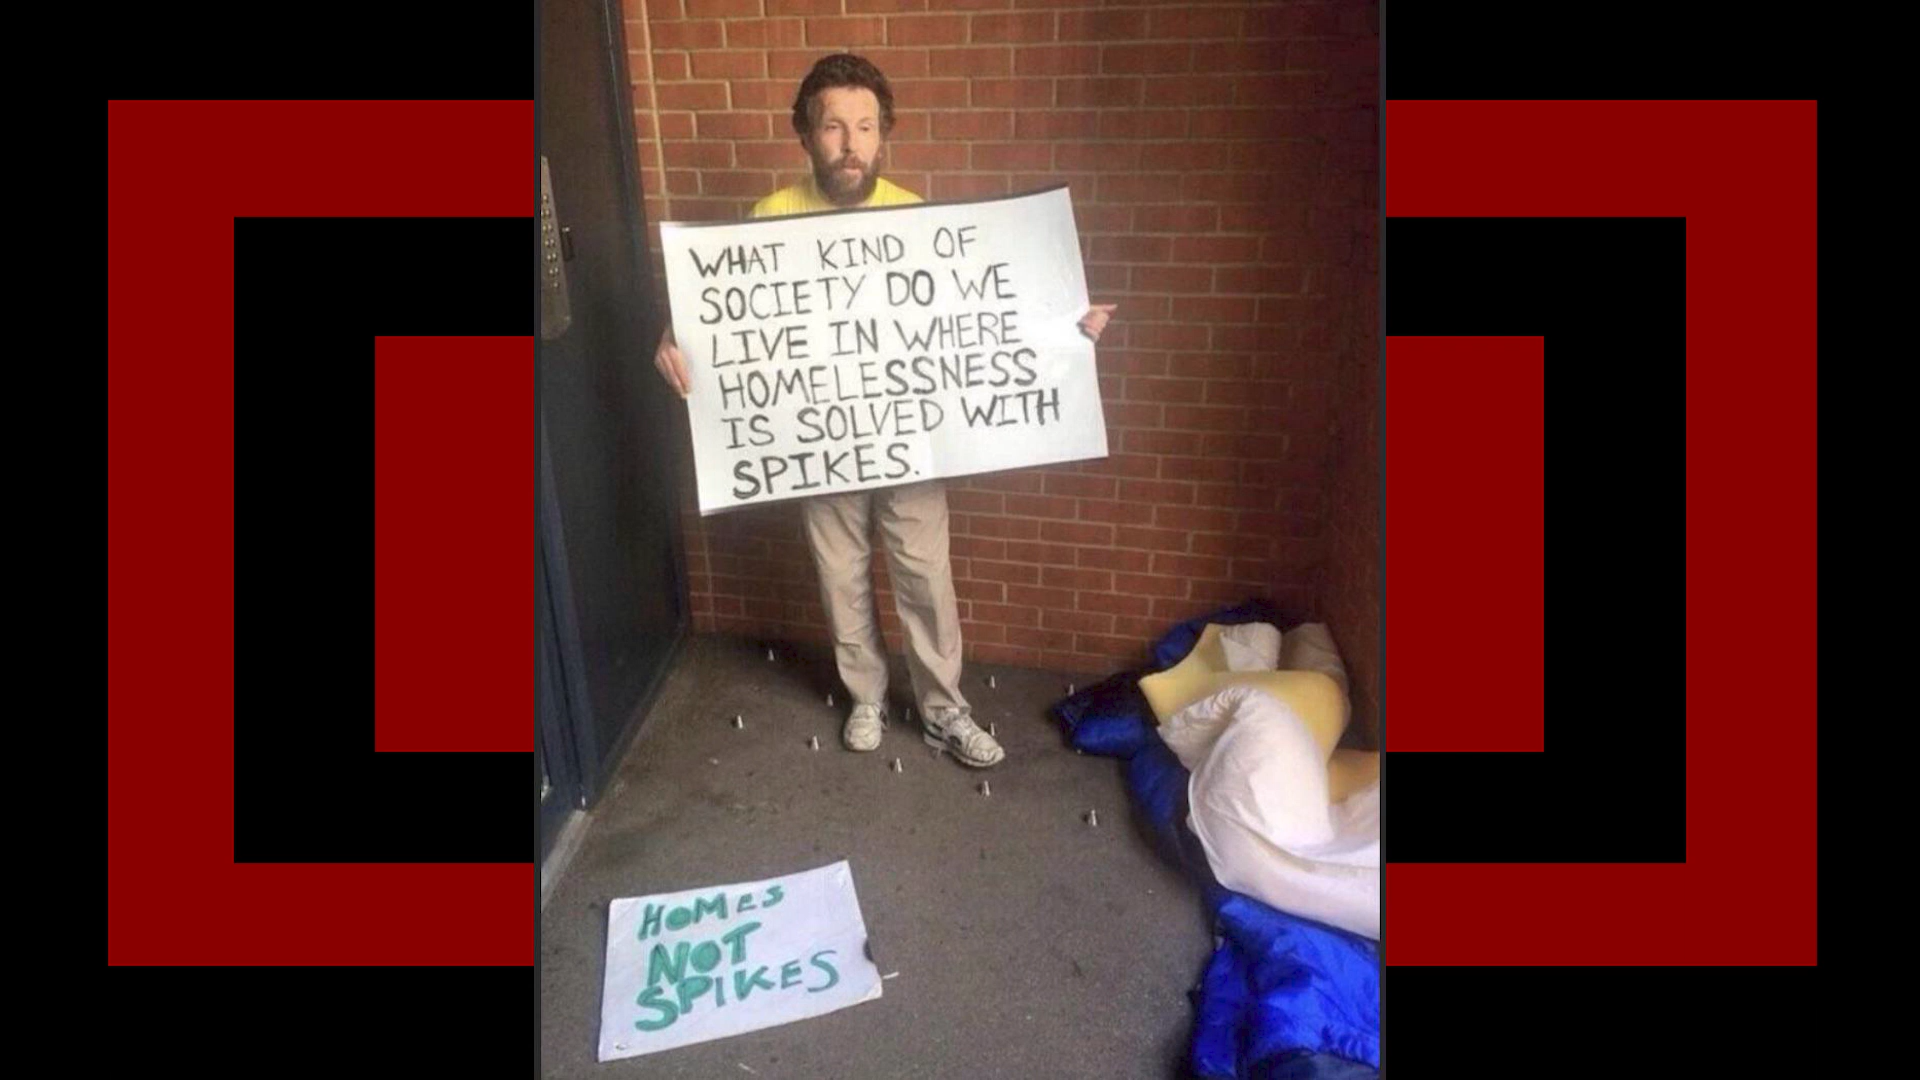 WHAT KIND OF
SOCIETY DO WE
LIVE IN WHERE
HOMELESSNESS
IS SOLVED WITH
SPIKES.
HOMES
NOT
SPIKES